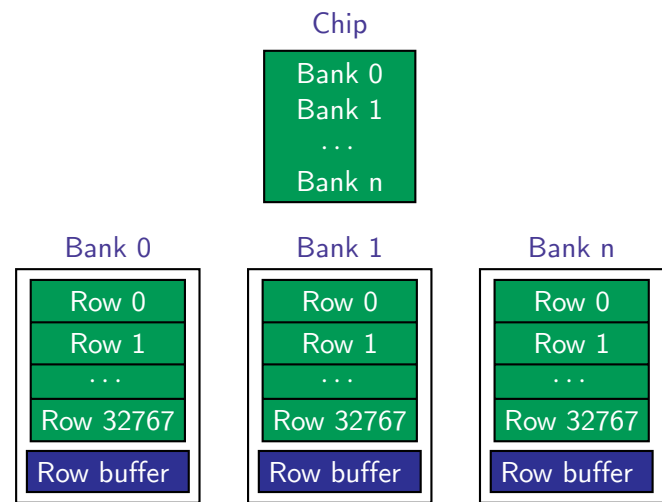 Chip
Bank 0
Bank 1
...
Bank n
Bank 0
Bank 1
Bank n
Row 0
Row 1
...
Row 32767
Row buffer
Row 0
Row 1
...
Row 32767
Row buffer
Row 0
Row 1
...
Row 32767
Row buffer